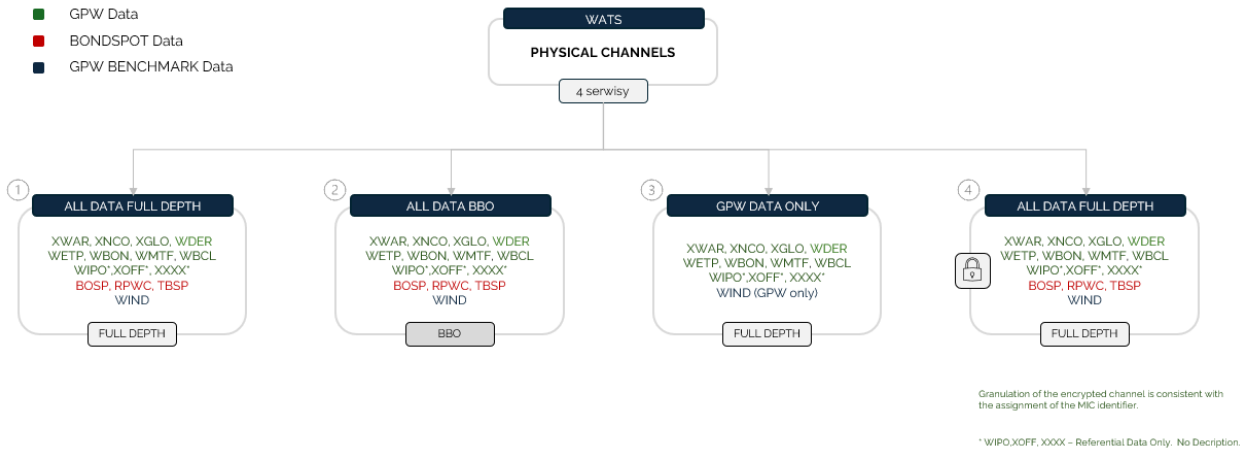 GPW Data
BONDSPOT Data
GPW BENCHMARK Data
WATS
PHYSICAL CHANNELS
4 serwisy
1
ALL DATA FULL DEPTH
XWAR, XNCO, XGLO, WDER
WETP, WBON, WMTF, WBCL
WIPO*,XOFF*, XXXX*
BOSP, RPWC, TBSP
WIND
FULL DEPTH
2
ALL DATA BBO
XWAR, XNCO, XGLO, WDER
WETP, WBON, WMTF, WBCL
WIPO*,XOFF*, XXXX*
BOSP, RPWC, TBSP
WIND
BBO
3
GPW DATA ONLY
XWAR, XNCO, XGLO, WDER
WETP, WBON, WMTF, WBCL
WIPO*,XOFF*, XXXX*
WIND (GPW only)
FULL DEPTH
4
ALL DATA FULL DEPTH
XWAR, XNCO, XGLO, WDER
WETP, WBON, WMTF, WBCL
WIPO*,XOFF*, XXXX*
BOSP, RPWC, TBSP
WIND
FULL DEPTH
Granulation of the encrypted channel is consistent with
the assignment of the MIC identifier.
* WIPO,XOFF, XXXX – Referential Data Only. No Decription.